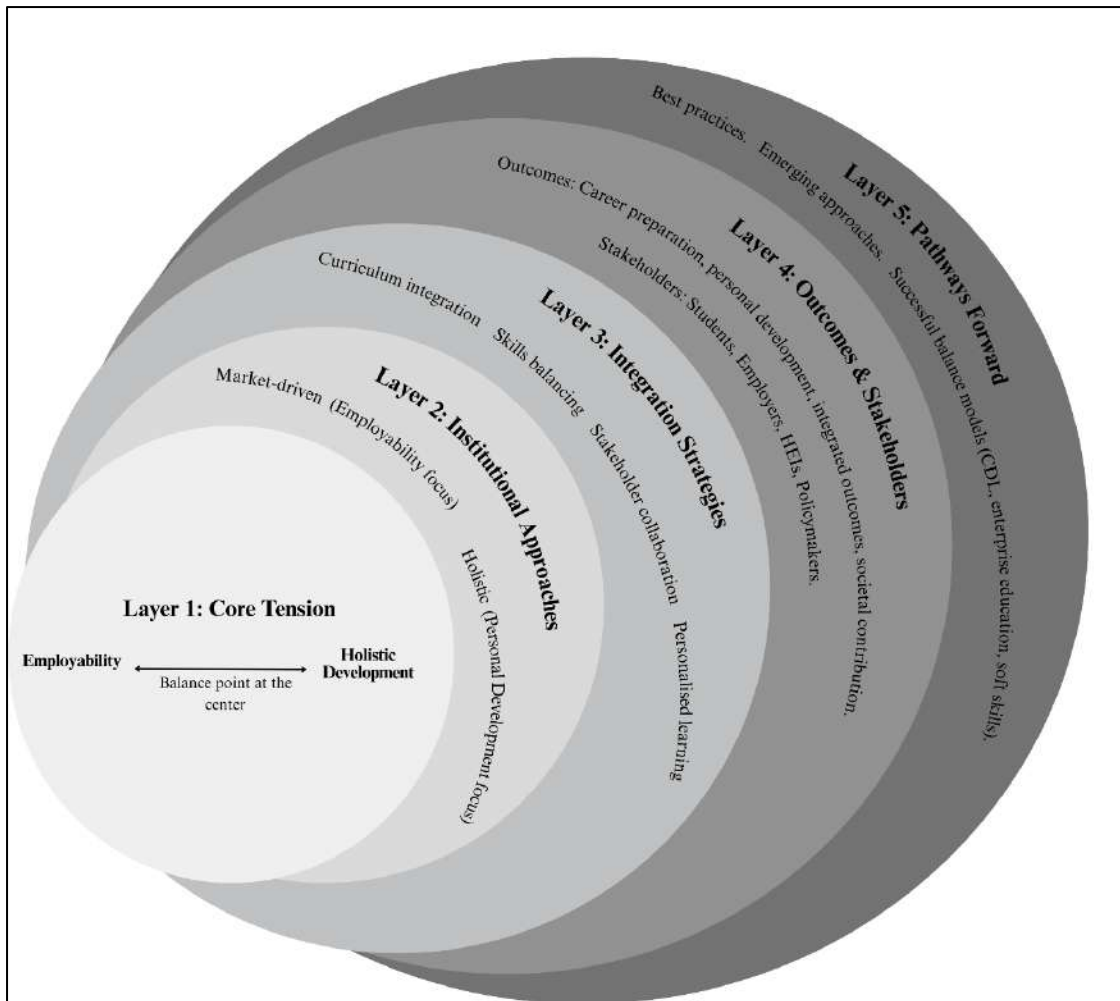 Layer 1: Core Tension
Employability
Holistic
Development
Balance point at the
center
Layer 2: Institutional Approaches
Market-driven (Employability focus)
Holistic (Personal Development focus)
Layer 3: Integration Strategies
Curriculum integration Skills balancing Stakeholder collaboration Personalised learning
Layer 4: Outcomes & Stakeholders
Outcomes: Career preparation, personal development, integrated outcomes, societal contribution.
Stakeholders: Students, Employers, HEIs, Policymakers.
Layer 5: Pathways Forward
Best practices. Emerging approaches. Successful balance models (CDL, enterprise education, soft skills).